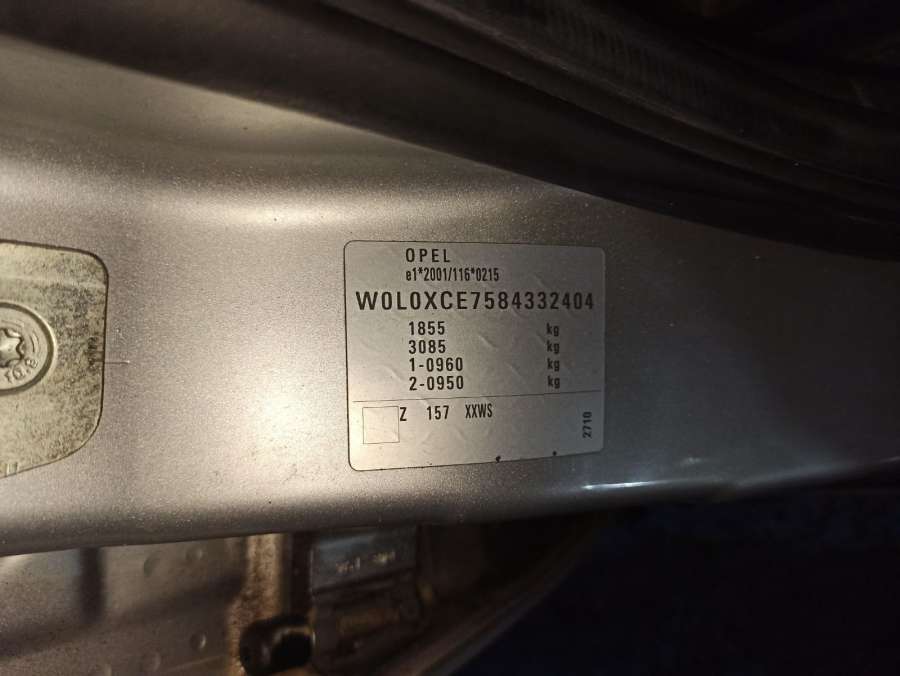 OPEL
e1*2001/116*0215
W0L0XCE7584332404
1855 kg
3085 kg
1-0960 kg
2-0950 kg
Z 157 XXWS
2710